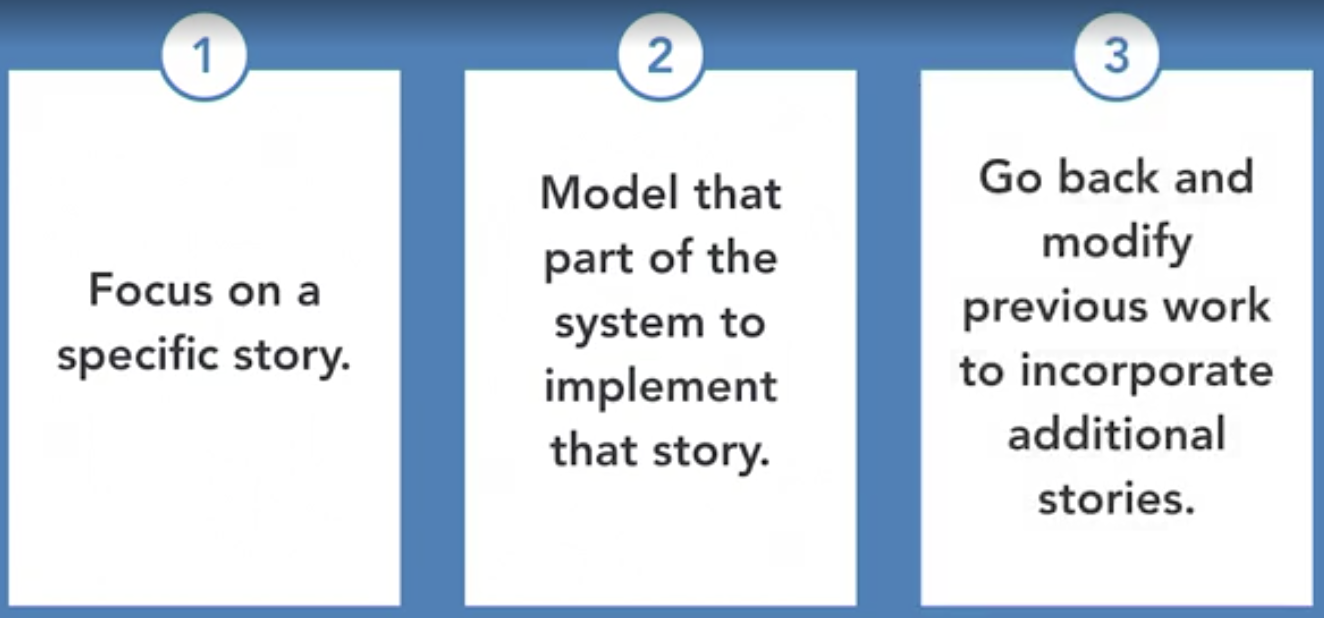 1
Focus on a
specific story.
2
Model that
part of the
system to
implement
that story.
3
Go back and
modify
previous work
to incorporate
additional
stories.